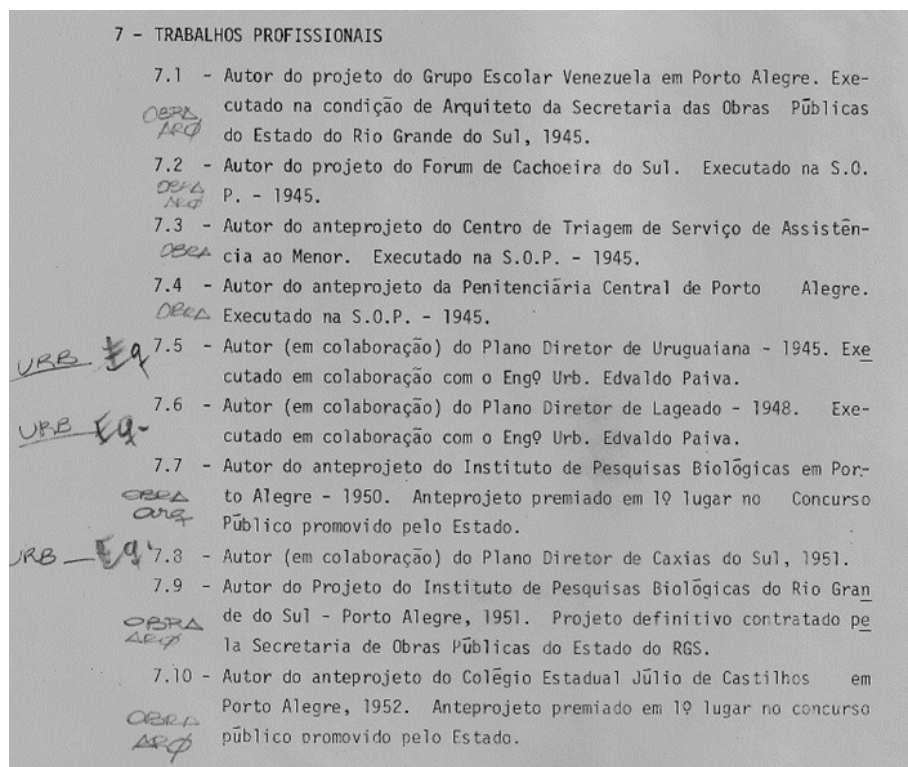 7 - TRABALHOS PROFISSIONAIS
7.1 - Autor do projeto do Grupo Escolar Venezuela em Porto Alegre. Exe-
OBRA cutado na condição de Arquiteto da Secretaria das Obras Públicas
ARQ do Estado do Rio Grande do Sul, 1945.
7.2 - Autor do projeto do Forum de Cachoeira do Sul. Executado na S.O.
OBRA
ARQ P. - 1945.
7.3 - Autor do anteprojeto do Centro de Triagem de Serviço de Assistên-
OBRA cia ao Menor. Executado na S.O.P. - 1945.
7.4 - Autor do anteprojeto da Penitenciária Central de Porto Alegre.
OBRA Executado na S.O.P. - 1945.
URB Eq 7.5 - Autor (em colaboração) do Plano Diretor de Uruguaiana - 1945. Exe
cutado em colaboração com o Engº Urb. Edvaldo Paiva.
7.6 - Autor (em colaboração) do Plano Diretor de Lageado - 1948. Exe-
URB Eq- cutado em colaboração com o Engº Urb. Edvaldo Paiva.
7.7 - Autor do anteprojeto do Instituto de Pesquisas Biológicas em Por-
OBRA to Alegre - 1950. Anteprojeto premiado em 1º lugar no Concurso
arq Público promovido pelo Estado.
URB Eq 7.8 - Autor (em colaboração) do Plano Diretor de Caxias do Sul, 1951.
7.9 - Autor do Projeto do Instituto de Pesquisas Biológicas do Rio Gran
OBRA de do Sul - Porto Alegre, 1951. Projeto definitivo contratado pe
ARQ la Secretaria de Obras Públicas do Estado do RGS.
7.10 - Autor do anteprojeto do Colégio Estadual Júlio de Castilhos em
OBRA Porto Alegre, 1952. Anteprojeto premiado em 1º lugar no concurso
ARQ público promovido pelo Estado.